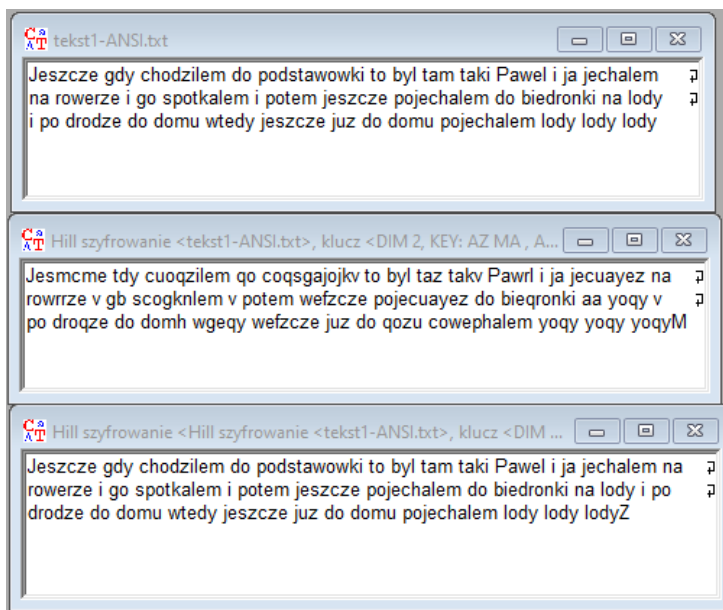 tekst1-ANSI.txt
Jeszcze gdy chodzilem do podstawowki to byl tam taki Pawel i ja jechalem
na rowerze i go spotkalem i potem jeszcze pojechalem do biedronki na lody
i po drodze do domu wtedy jeszcze juz do domu pojechalem lody lody lody
Hill szyfrowanie <tekst1-ANSI.txt>, klucz <DIM 2, KEY: AZ MA , A...
Jesmcme tdy cuoqzilem qo coqsgajojkv to byl taz takv Pawrl i ja jecuayez na
rowrrze v gb scogknlem v potem wefzcze pojecuayez do bieqronki aa yoqy v
po droqze do domh wgeqy wefzcze juz do qozu cowephalem yoqy yoqy yoqyM
Hill szyfrowanie <Hill szyfrowanie <tekst1-ANSI.txt>, klucz <DIM ...
Jeszcze gdy chodzilem do podstawowki to byl tam taki Pawel i ja jechalem na
rowerze i go spotkalem i potem jeszcze pojechalem do biedronki na lody i po
drodze do domu wtedy jeszcze juz do domu pojechalem lody lody lodyZ